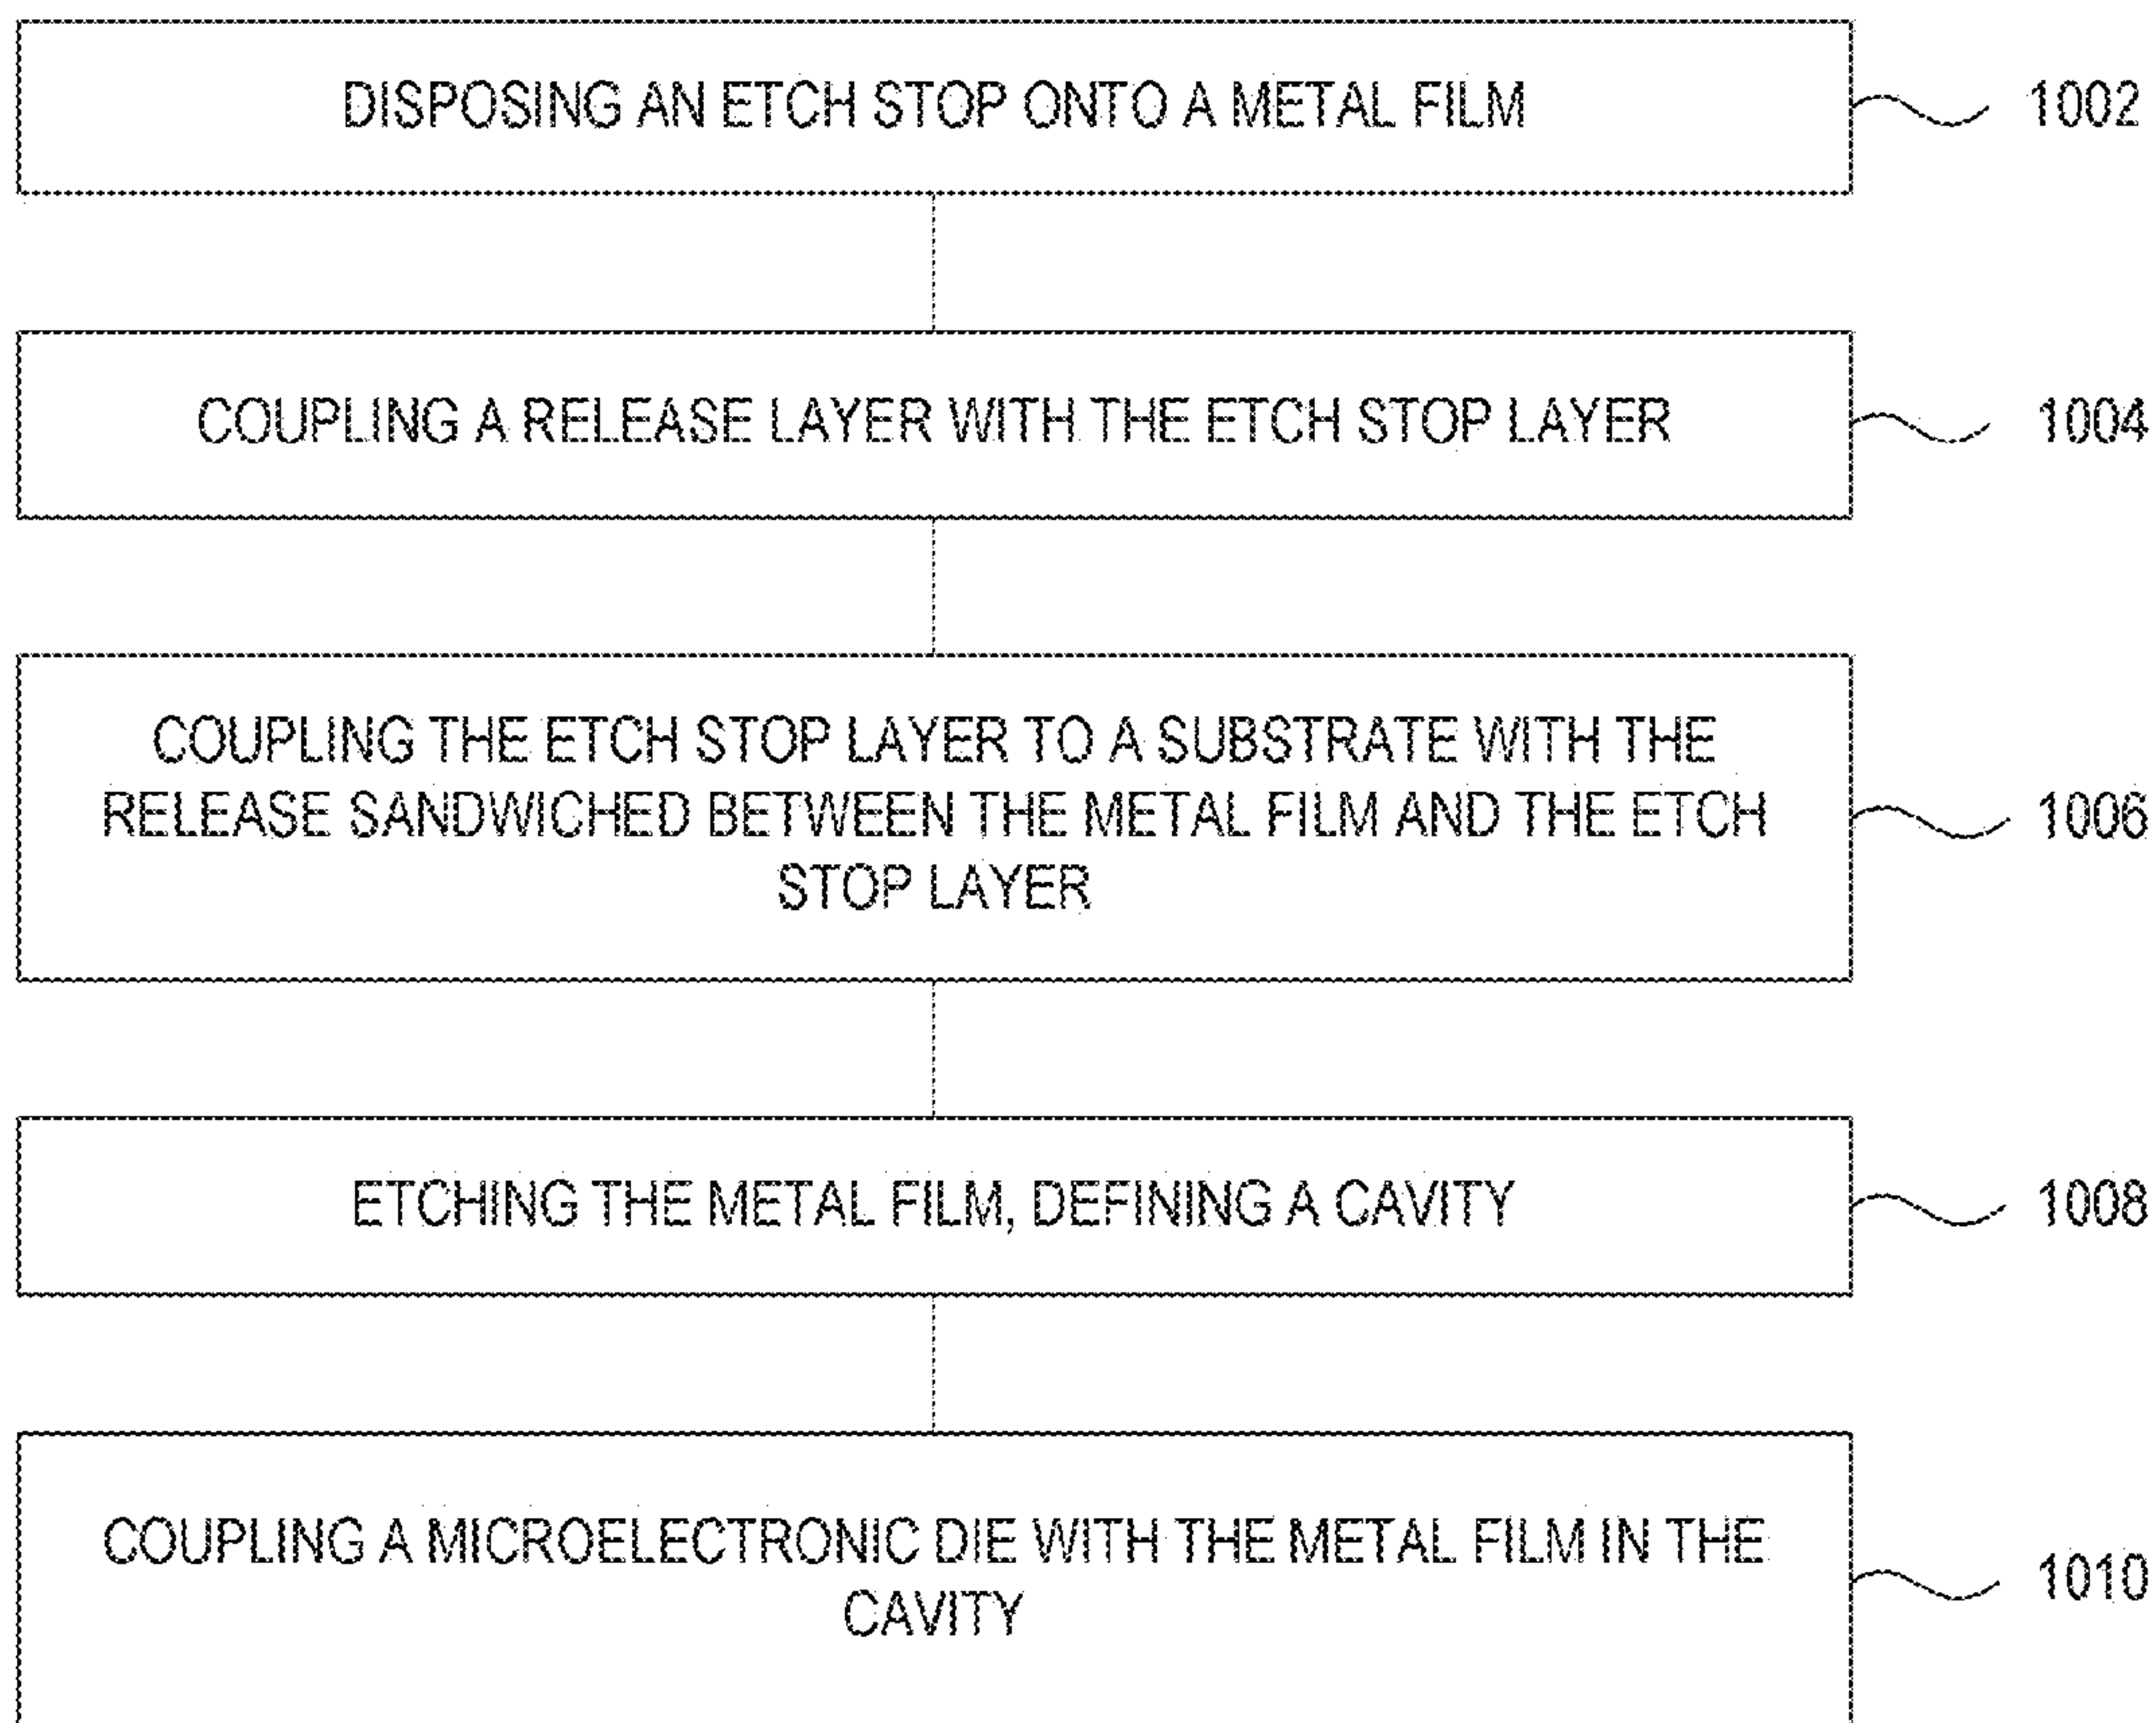 DISPOSING AN ETCH STOP ONTO A METAL FILM
1002
COUPLING A RELEASE LAYER WITH THE ETCH STOP LAYER
1004
COUPLING THE ETCH STOP LAYER TO A SUBSTRATE WITH THE
RELEASE SANDWICHED BETWEEN THE METAL FILM AND THE ETCH
STOP LAYER
1006
ETCHING THE METAL FILM, DEFINING A CAVITY
1008
COUPLING A MICROELECTRONIC DIE WITH THE METAL FILM IN THE
CAVITY
1010